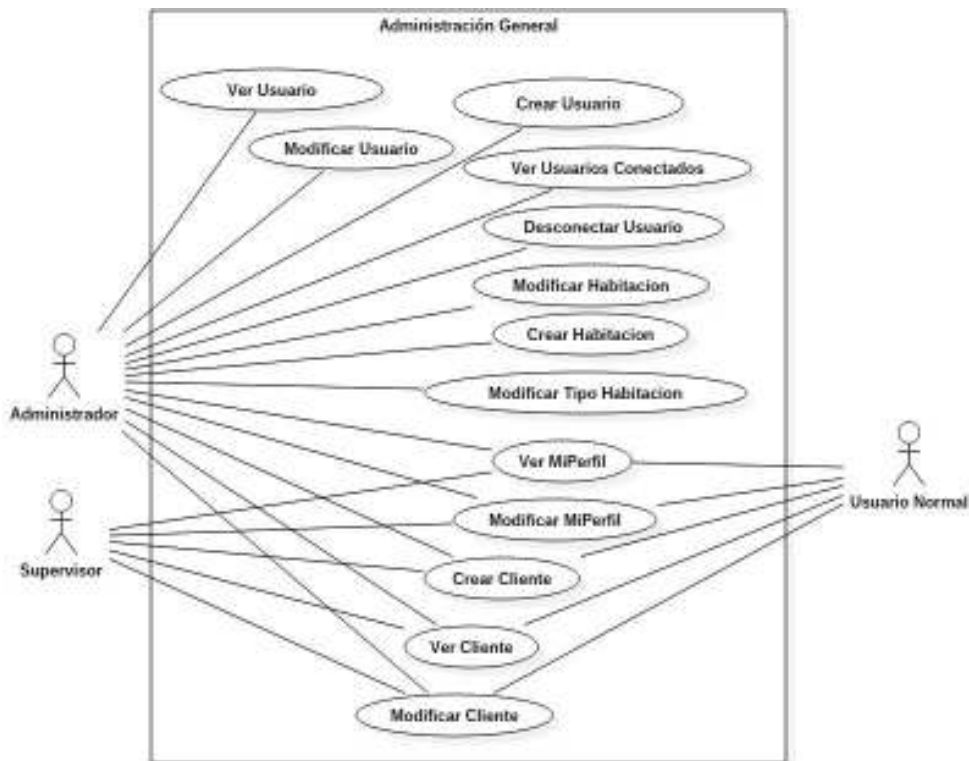 Administración General
Ver Usuario
Crear Usuario
Modificar Usuario
Ver Usuarios Conectados
Desconectar Usuario
Modificar Habitacion
Crear Habitacion
Modificar Tipo Habitacion
Administrador
Ver MiPerfil
Usuario Normal
Modificar MiPerfil
Supervisor
Crear Cliente
Ver Cliente
Modificar Cliente